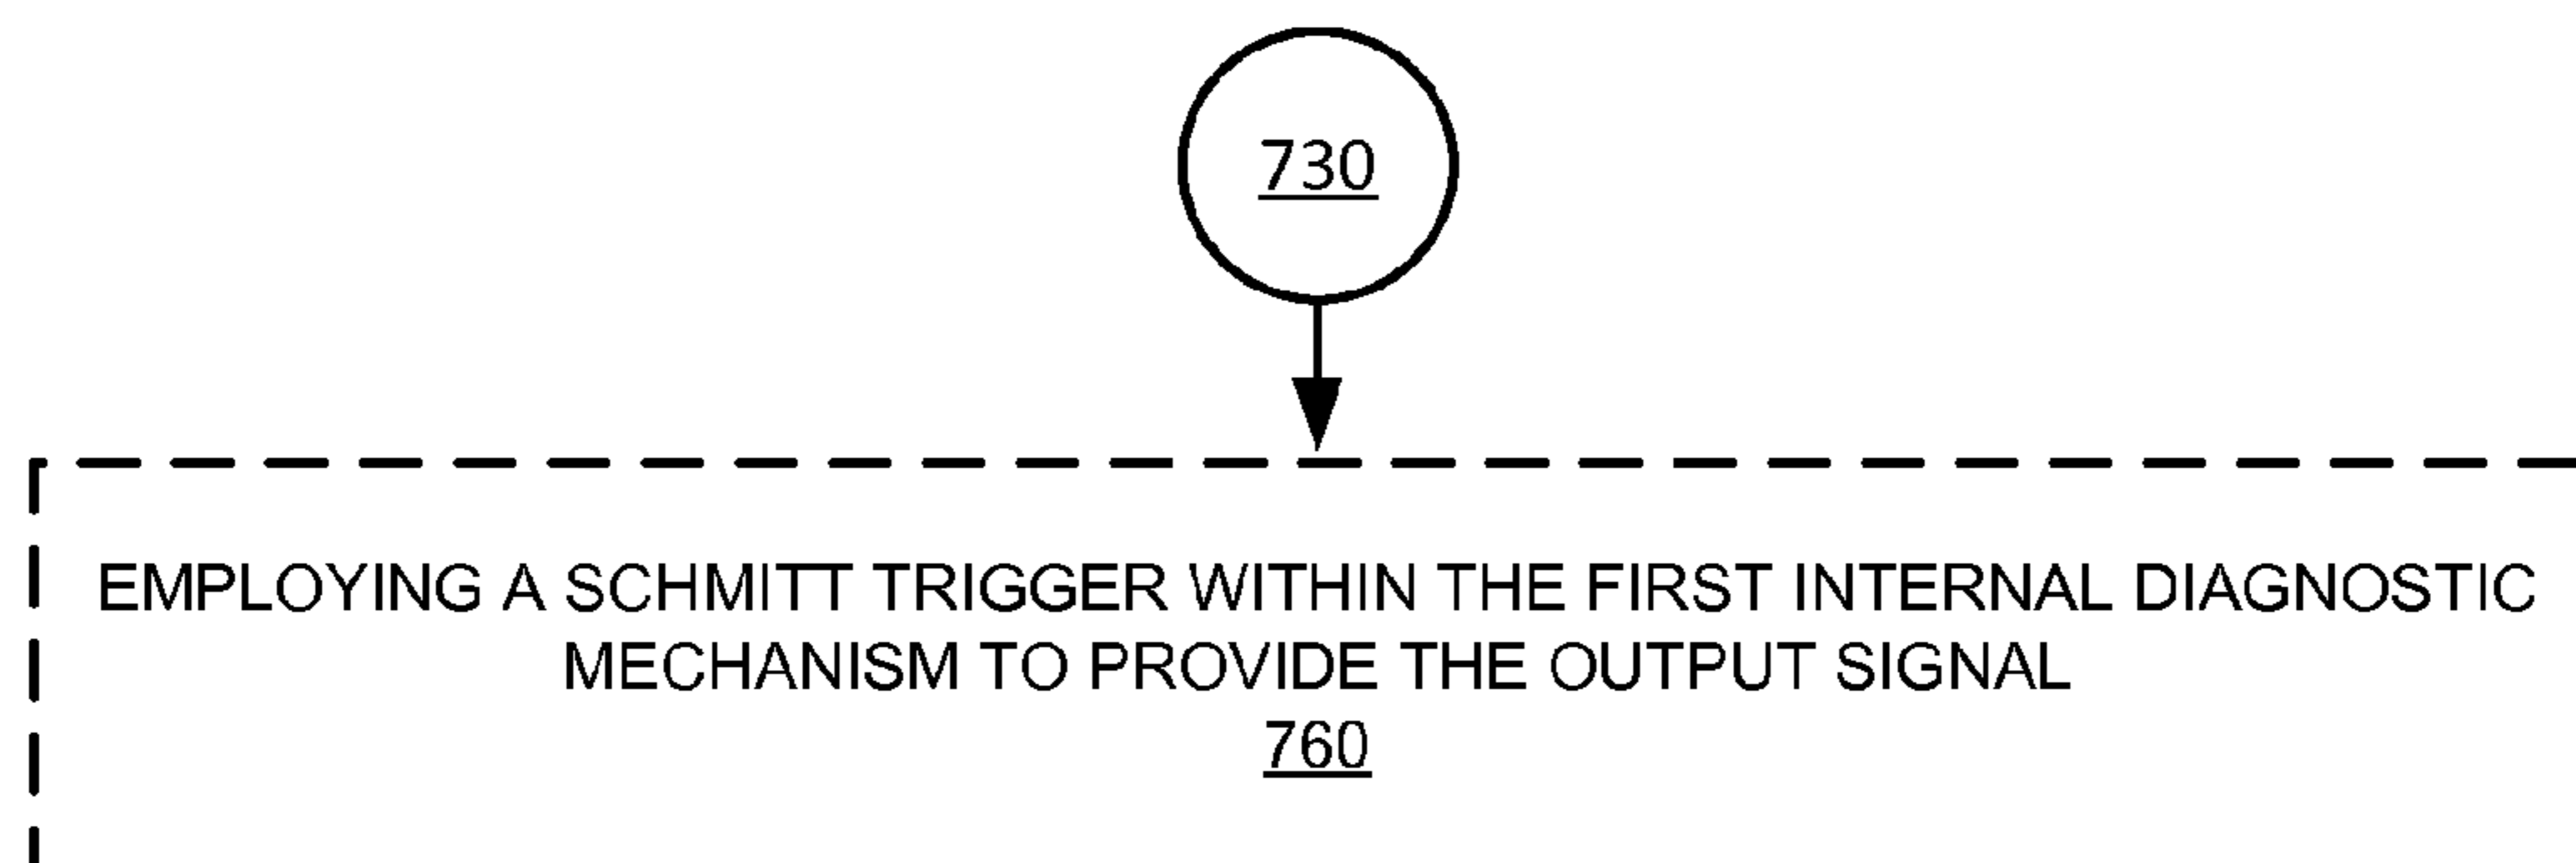 730
EMPLOYING A SCHMITT TRIGGER WITHIN THE FIRST INTERNAL DIAGNOSTIC
MECHANISM TO PROVIDE THE OUTPUT SIGNAL
760